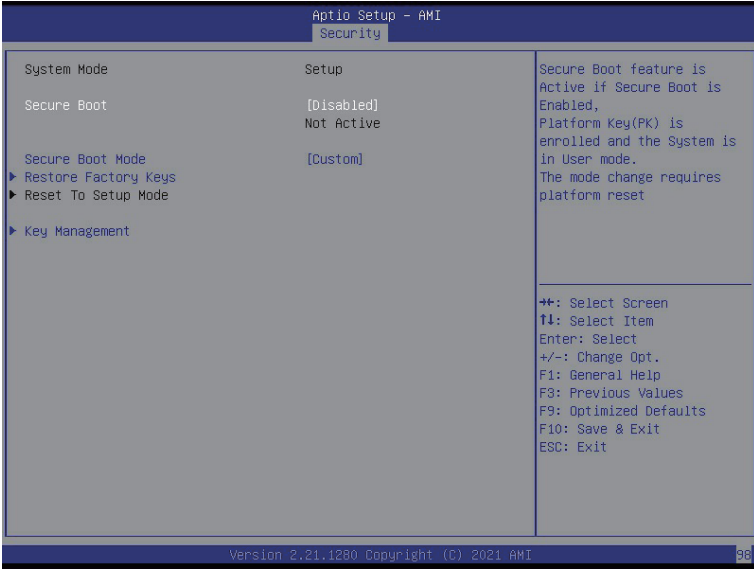 Aptio Setup – AMI
Security
System Mode Setup
Secure Boot [Disabled]
Not Active
Secure Boot Mode [Custom]
▶ Restore Factory Keys
▶ Reset To Setup Mode
▶ Key Management
Secure Boot feature is
Active if Secure Boot is
Enabled,
Platform Key(PK) is
enrolled and the System is
in User mode.
The mode change requires
platform reset
→←: Select Screen
↑↓: Select Item
Enter: Select
+/-: Change Opt.
F1: General Help
F3: Previous Values
F9: Optimized Defaults
F10: Save & Exit
ESC: Exit
Version 2.21.1280 Copyright (C) 2021 AMI
98